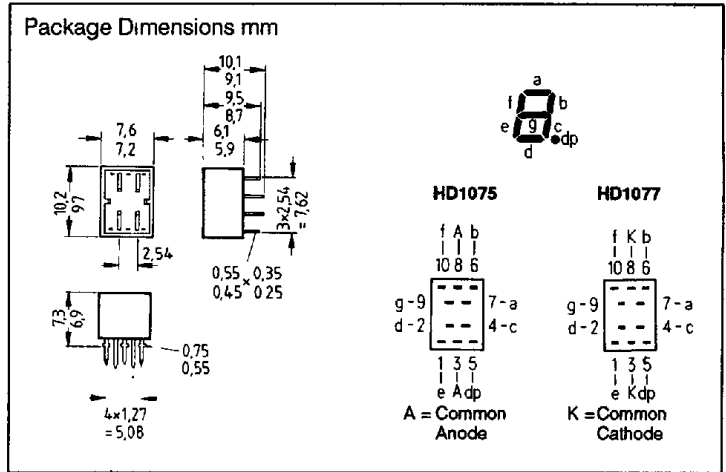 Package Dimensions mm
10,1
9,1
9,5
8,7
6,1
5,9
7,6
7,2
10,2
97
2,54
3×2,54
= 7,62
0,55 × 0,35
0,45 0 25
7,3
6,9
0,75
0,55
4×1,27
=5,08
a
f b
g
e c
dp
d
HD1075
f A b
10 8 6
g-9 7-a
d-2 4-c
1 3 5
e A dp
A = Common
Anode
HD1077
f K b
10 8 6
g-9 7-a
d-2 4-c
1 3 5
e K dp
K = Common
Cathode